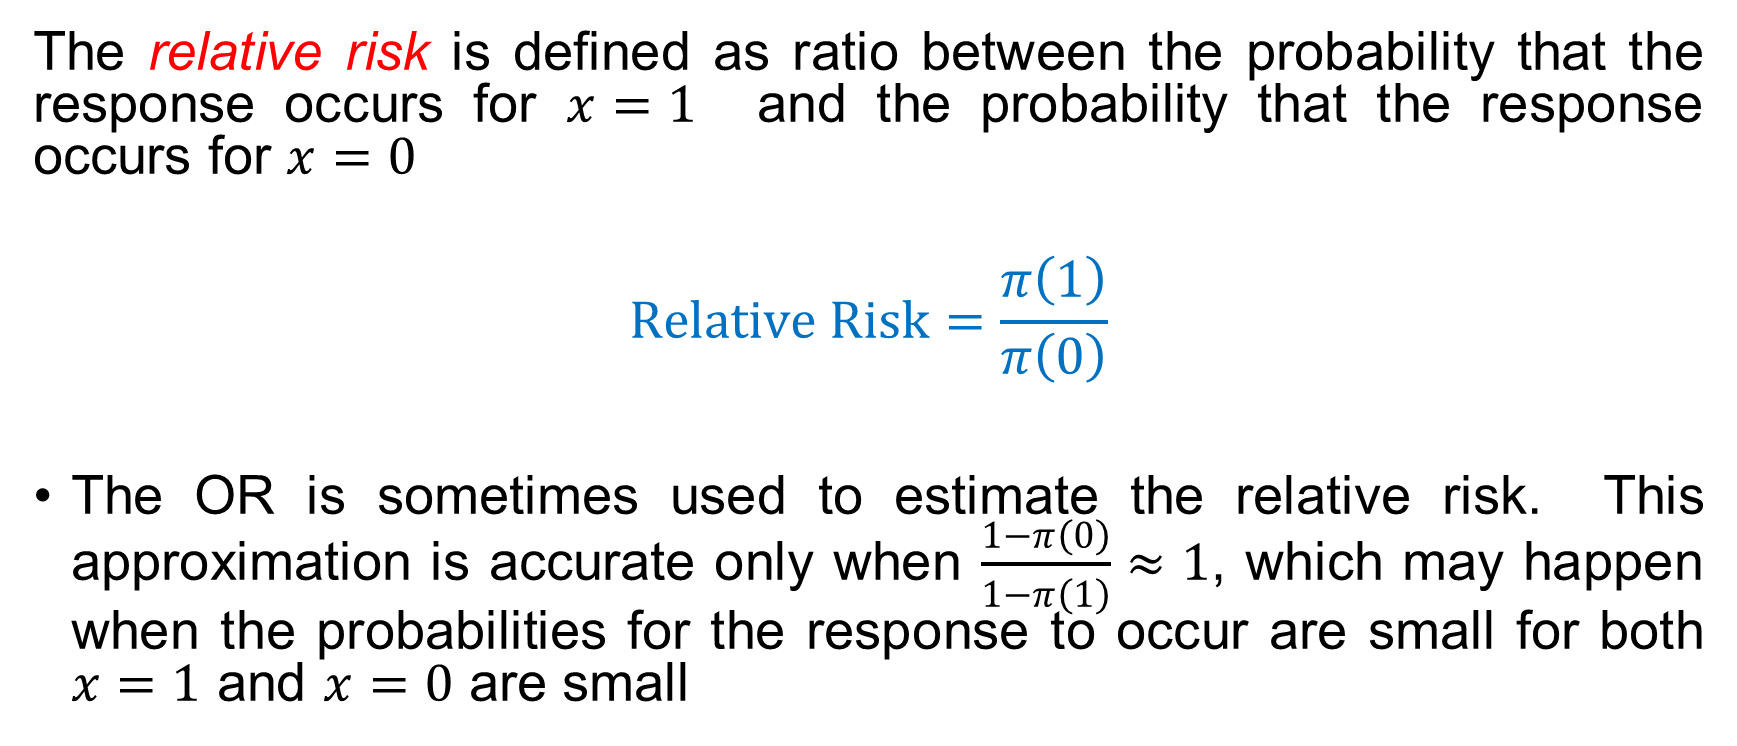 The relative risk is defined as ratio between the probability that the
response occurs for x = 1 and the probability that the response
occurs for x = 0
Relative Risk = π(1)/π(0)
• The OR is sometimes used to estimate the relative risk. This
approximation is accurate only when 1−π(0)/1−π(1) ≈ 1, which may happen
when the probabilities for the response to occur are small for both
x = 1 and x = 0 are small